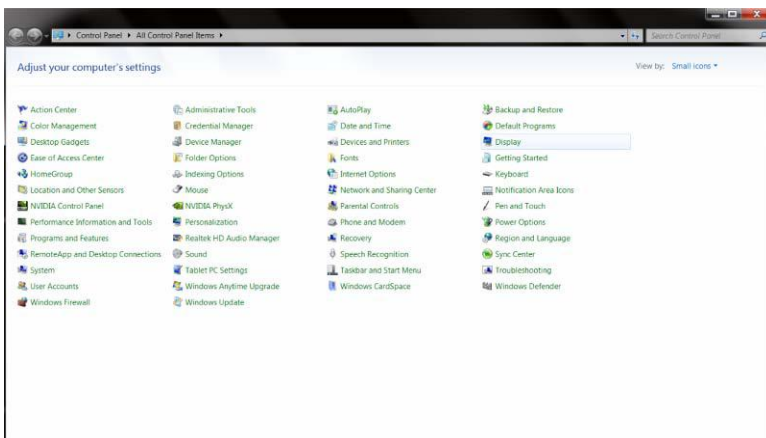 Control Panel All Control Panel Items
Search Control Panel
Adjust your computer's settings
View by: Small icons
Action Center Administrative Tools AutoPlay Backup and Restore
Color Management Credential Manager Date and Time Default Programs
Desktop Gadgets Device Manager Devices and Printers Display
Ease of Access Center Folder Options Fonts Getting Started
HomeGroup Indexing Options Internet Options Keyboard
Location and Other Sensors Mouse Network and Sharing Center Notification Area Icons
NVIDIA Control Panel NVIDIA PhysX Parental Controls Pen and Touch
Performance Information and Tools Personalization Phone and Modem Power Options
Programs and Features Realtek HD Audio Manager Recovery Region and Language
RemoteApp and Desktop Connections Sound Speech Recognition Sync Center
System Tablet PC Settings Taskbar and Start Menu Troubleshooting
User Accounts Windows Anytime Upgrade Windows CardSpace Windows Defender
Windows Firewall Windows Update